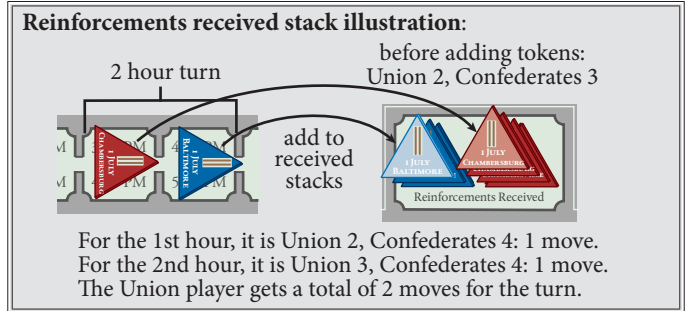 Reinforcements received stack illustration:
before adding tokens:
Union 2, Confederates 3
2 hour turn
1 JULY
CHAMBERSBURG
1 JULY
BALTIMORE
PM
PM
add to
received
stacks
1 JULY
BALTIMORE
1 JULY
CHAMBERSBURG
Reinforcements Received
For the 1st hour, it is Union 2, Confederates 4: 1 move.
For the 2nd hour, it is Union 3, Confederates 4: 1 move.
The Union player gets a total of 2 moves for the turn.